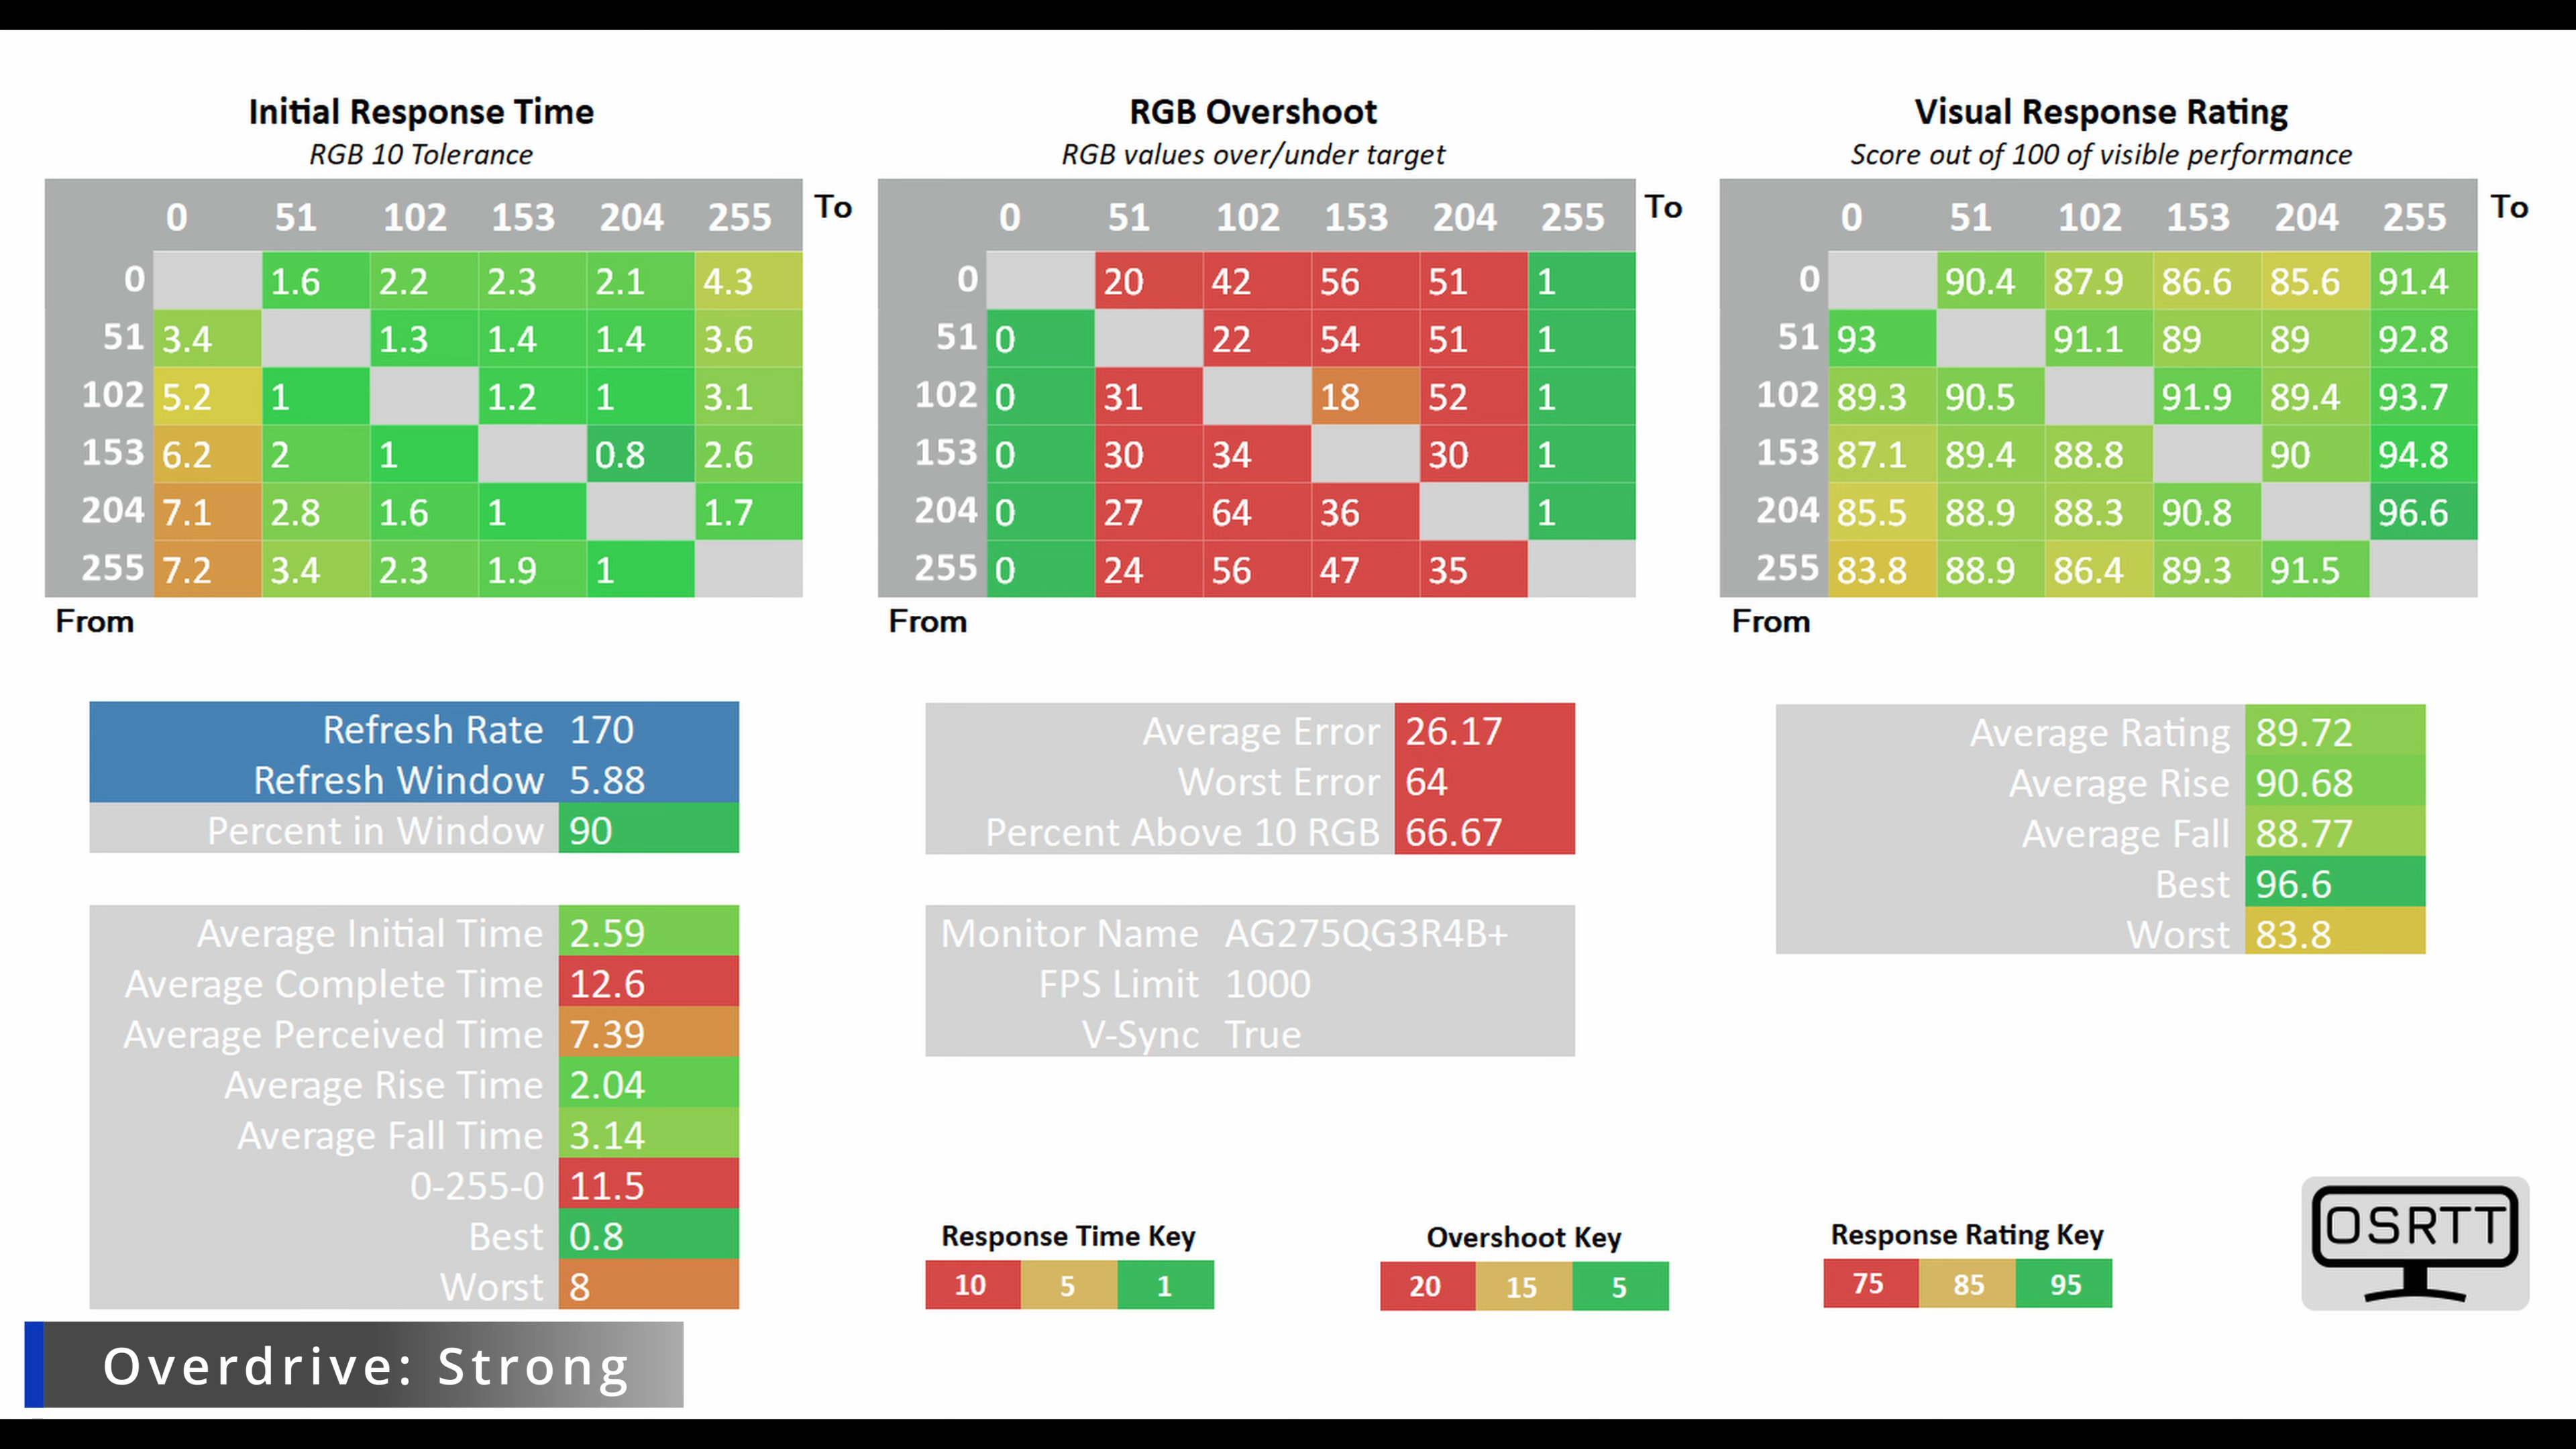 Initial Response Time
RGB 10 Tolerance
To
0 51 102 153 204 255
0 1.6 2.2 2.3 2.1 4.3
51 3.4 1.3 1.4 1.4 3.6
102 5.2 1 1.2 1 3.1
153 6.2 2 1 0.8 2.6
204 7.1 2.8 1.6 1 1.7
255 7.2 3.4 2.3 1.9 1
From
RGB Overshoot
RGB values over/under target
To
0 51 102 153 204 255
0 20 42 56 51 1
51 0 22 54 51 1
102 0 31 18 52 1
153 0 30 34 30 1
204 0 27 64 36 1
255 0 24 56 47 35
From
Visual Response Rating
Score out of 100 of visible performance
To
0 51 102 153 204 255
0 90.4 87.9 86.6 85.6 91.4
51 93 91.1 89 89 92.8
102 89.3 90.5 91.9 89.4 93.7
153 87.1 89.4 88.8 90 94.8
204 85.5 88.9 88.3 90.8 96.6
255 83.8 88.9 86.4 89.3 91.5
From
Refresh Rate 170
Refresh Window 5.88
Percent in Window 90
Average Initial Time 2.59
Average Complete Time 12.6
Average Perceived Time 7.39
Average Rise Time 2.04
Average Fall Time 3.14
0-255-0 11.5
Best 0.8
Worst 8
Average Error 26.17
Worst Error 64
Percent Above 10 RGB 66.67
Monitor Name AG275QG3R4B+
FPS Limit 1000
V-Sync True
Average Rating 89.72
Average Rise 90.68
Average Fall 88.77
Best 96.6
Worst 83.8
Response Time Key
10 5 1
Overshoot Key
20 15 5
Response Rating Key
75 85 95
OSRTT
Overdrive: Strong